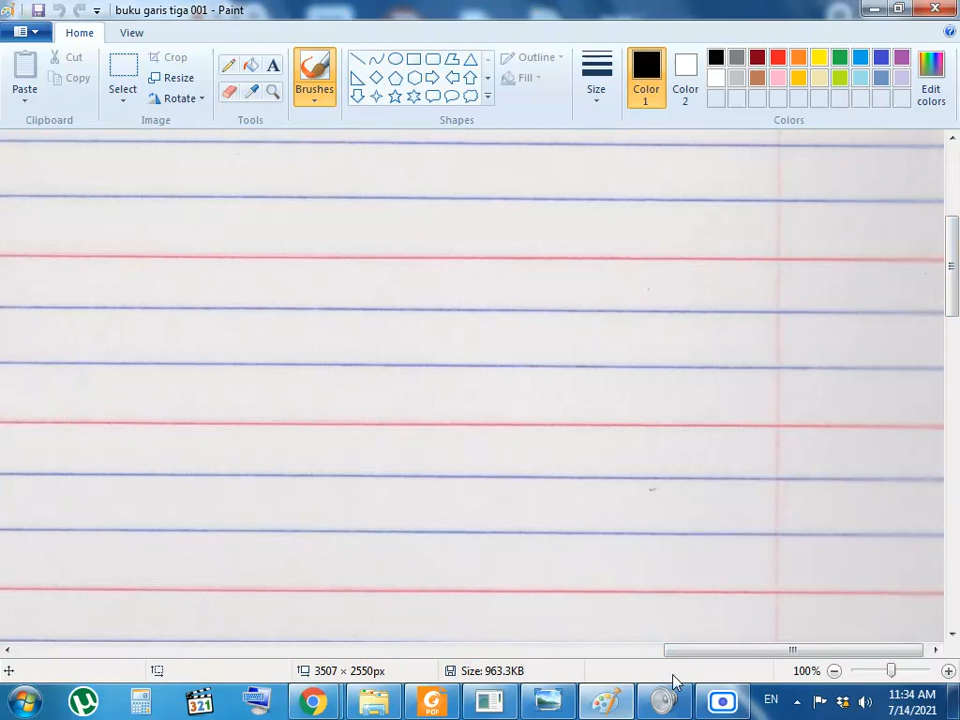 buku garis tiga 001 - Paint
Home
View
Paste
Cut
Copy
Clipboard
Select
Crop
Resize
Rotate
Image
A
Tools
Brushes
Shapes
Outline
Fill
Size
Color
1
Color
2
Edit
colors
Colors
3507 × 2550px
Size: 963.3KB
100%
321
PDF
EN
11:34 AM
7/14/2021